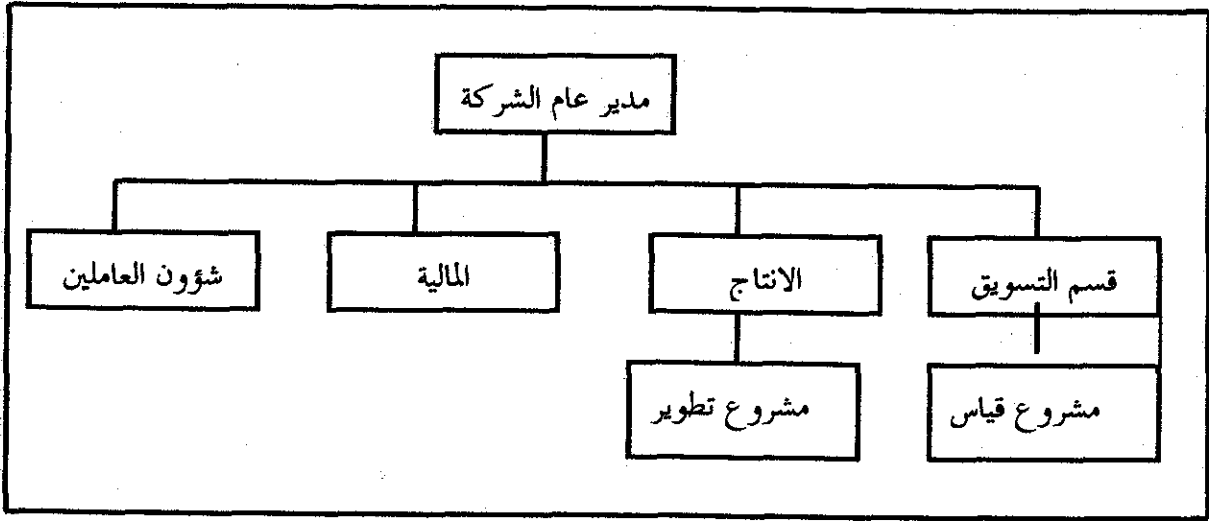 مدير عام الشركة
قسم التسويق
الانتاج
المالية
شؤون العاملين
مشروع قياس
مشروع تطوير